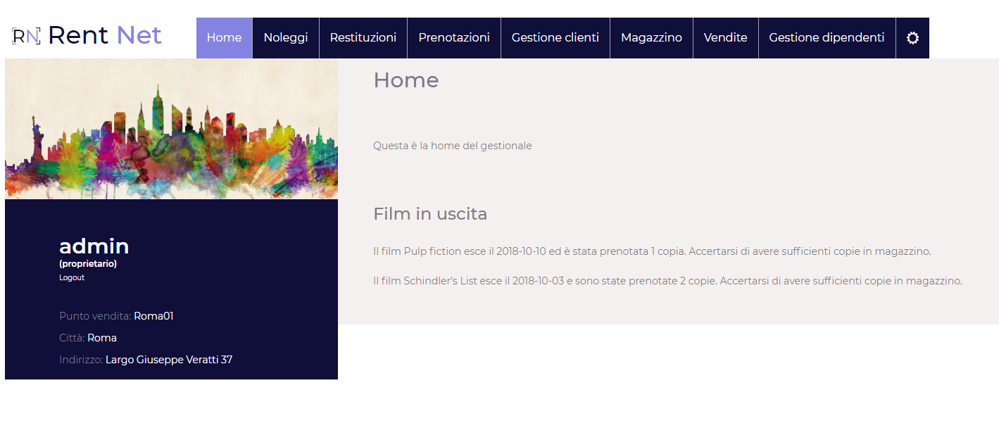 RN Rent Net
Home Noleggi Restituzioni Prenotazioni Gestione clienti Magazzino Vendite Gestione dipendenti
Home
Questa è la home del gestionale
Film in uscita
Il film Pulp fiction esce il 2018-10-10 ed è stata prenotata 1 copia. Accertarsi di avere sufficienti copie in magazzino.
Il film Schindler's List esce il 2018-10-03 e sono state prenotate 2 copie. Accertarsi di avere sufficienti copie in magazzino.
admin
(proprietario)
Logout
Punto vendita: Roma01
Città: Roma
Indirizzo: Largo Giuseppe Veratti 37